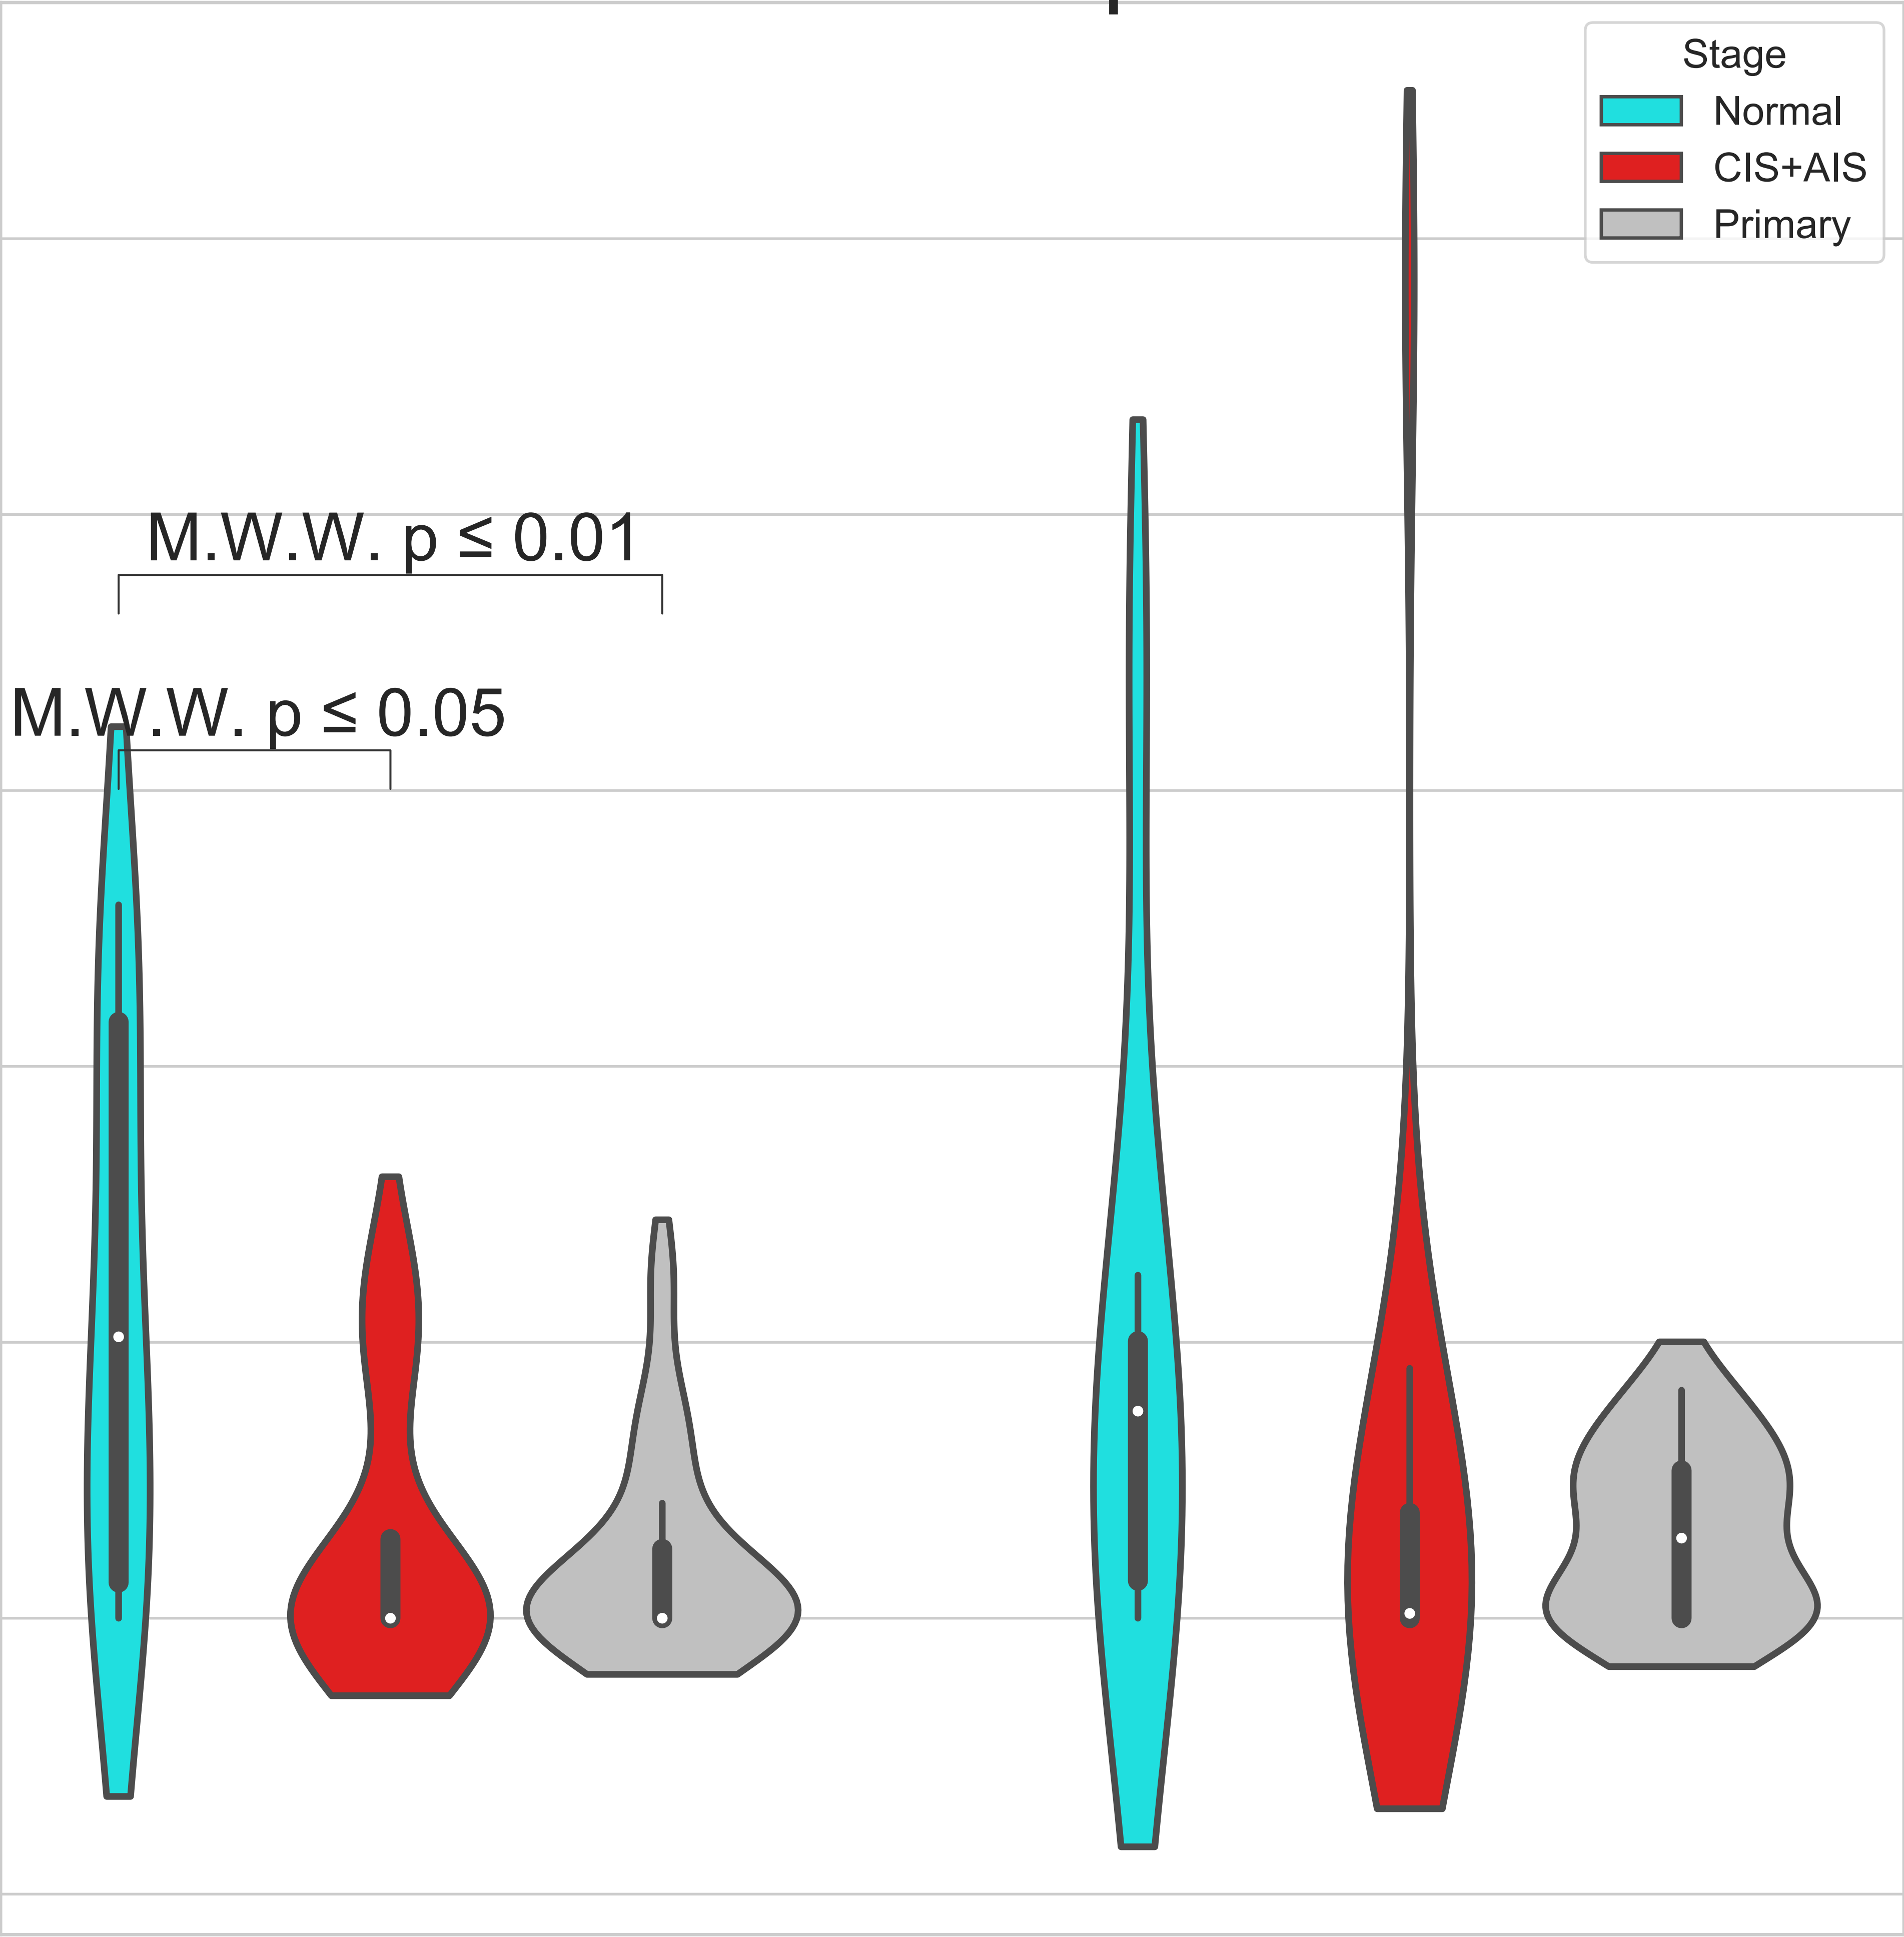 Stage
Normal
CIS+AIS
Primary
M.W.W. p ≤ 0.01
M.W.W. p ≤ 0.05